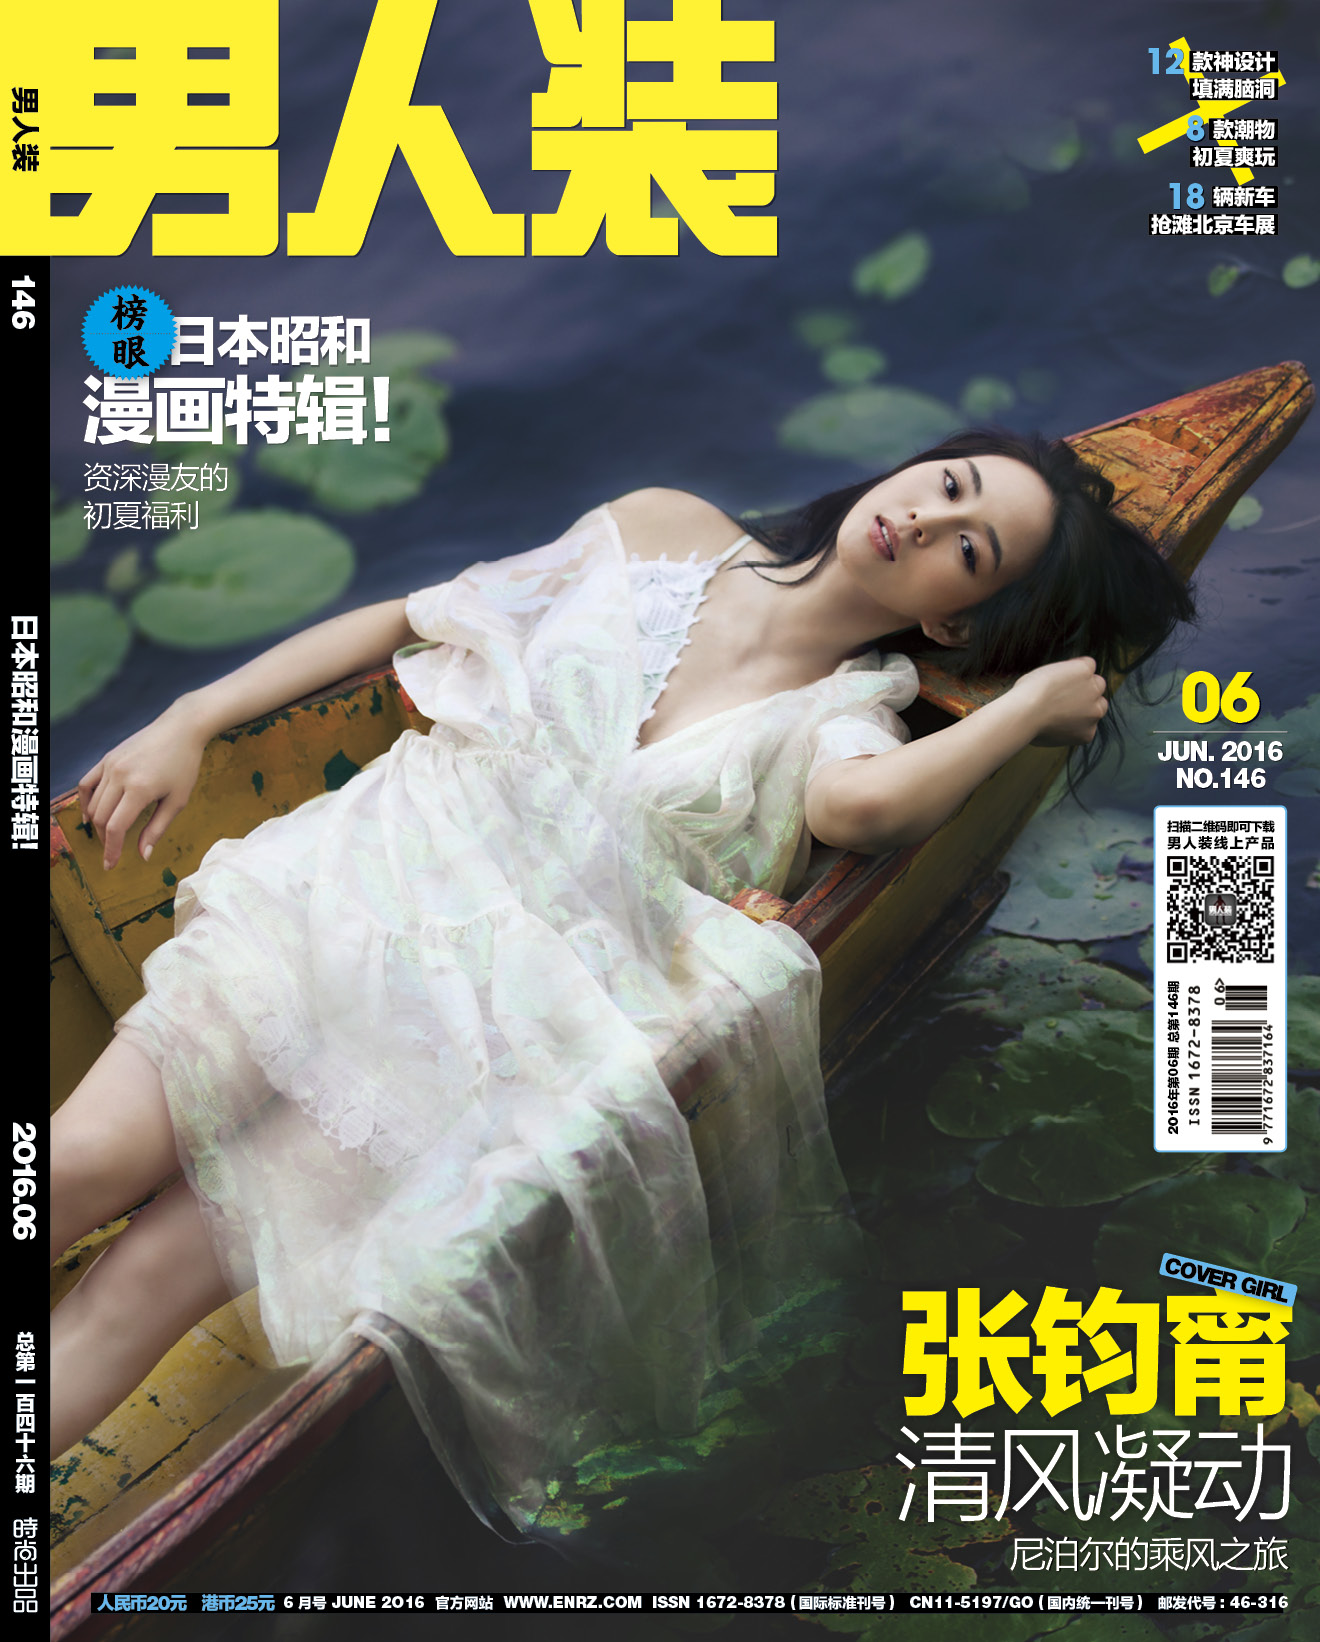 男人装
男人装
146
日本昭和漫画特辑!
2016.06
总第一百四十六期
時尚出品
12款神设计
填满脑洞
8款潮物
初夏爽玩
18辆新车
抢滩北京车展
榜眼
日本昭和
漫画特辑!
资深漫友的
初夏福利
06
JUN. 2016
NO.146
扫描二维码即可下载
男人装线上产品
男人装
2016年第06期 总第146期
ISSN 1672-8378
06>
9 771672 837164
COVER GIRL
张钧甯
清风凝动
尼泊尔的乘风之旅
人民币20元 港币25元 6月号 JUNE 2016 官方网站 WWW.ENRZ.COM ISSN 1672-8378（国际标准刊号） CN11-5197/GO（国内统一刊号） 邮发代号：46-316